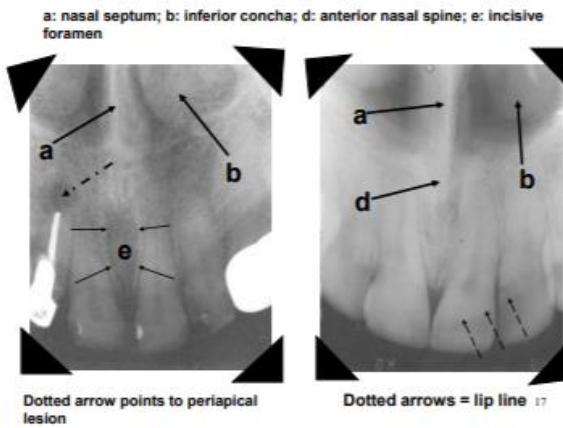 a: nasal septum; b: inferior concha; d: anterior nasal spine; e: incisive
foramen
a
b
e
a
b
d
Dotted arrow points to periapical
lesion
Dotted arrows = lip line 17